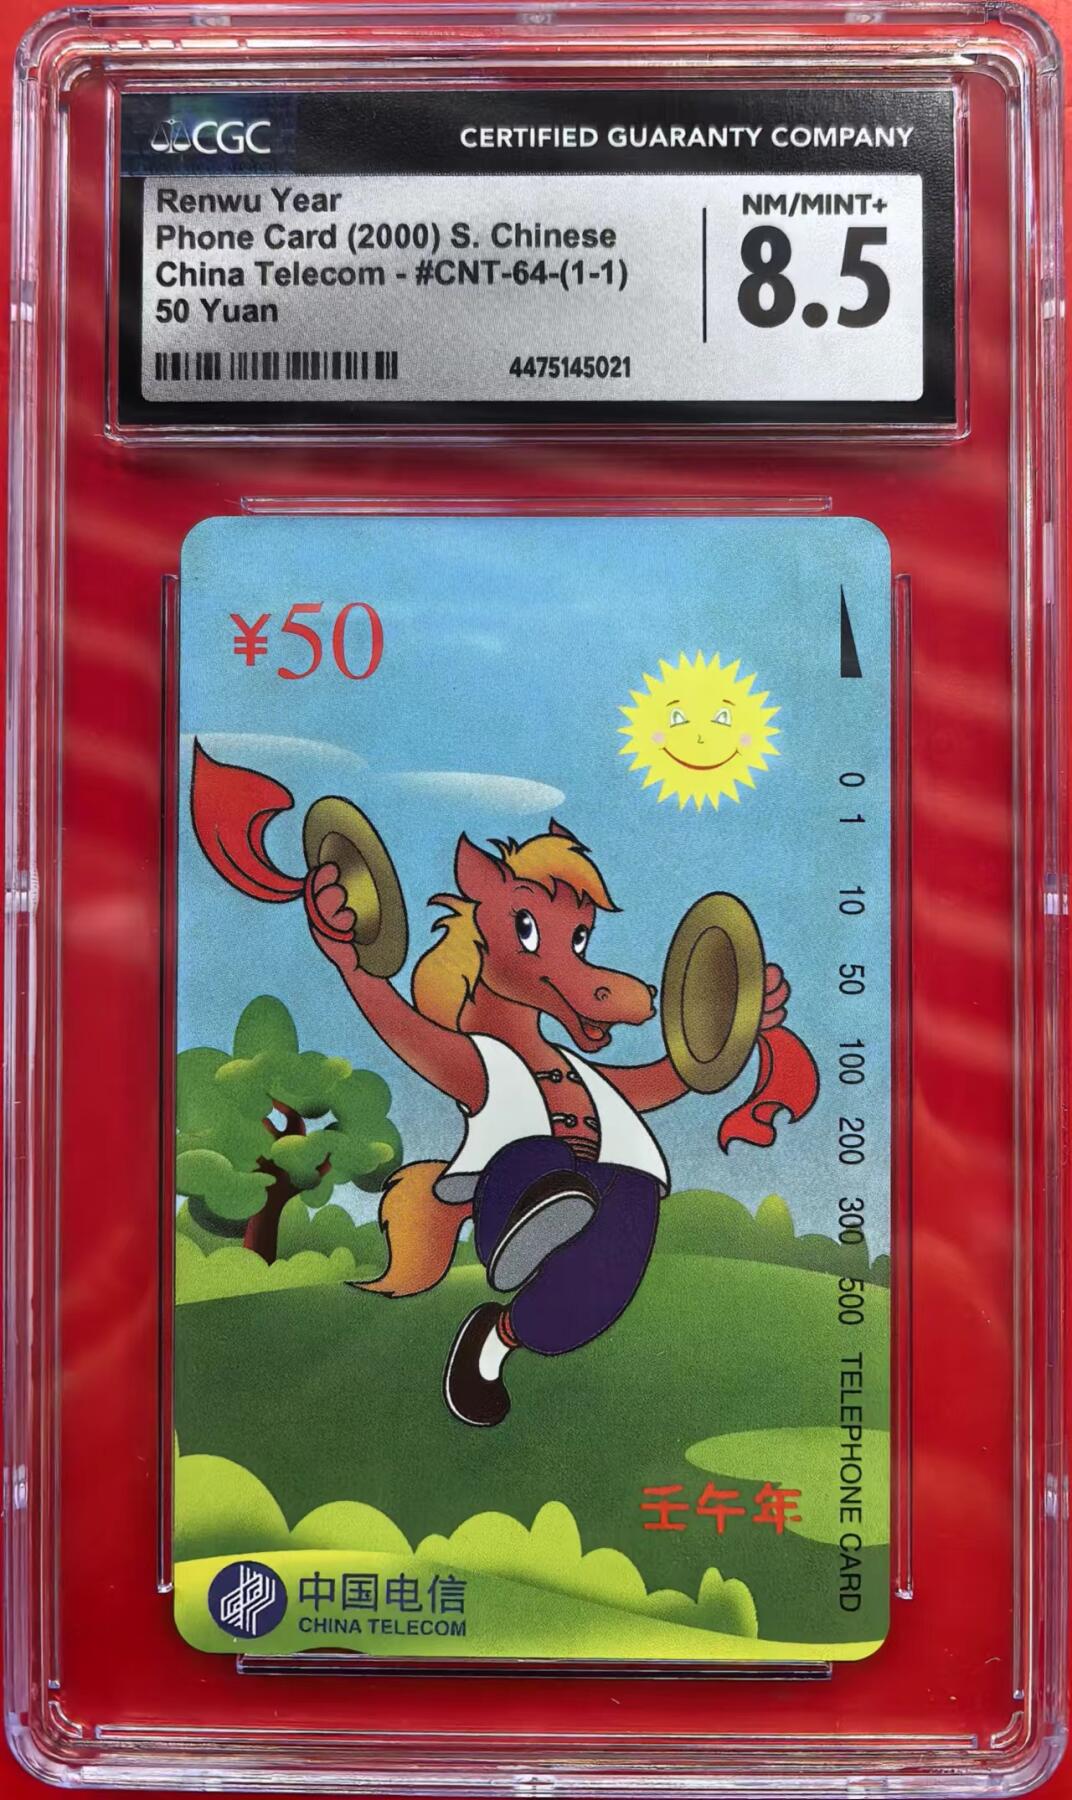 CGC
CERTIFIED GUARANTY COMPANY
Renwu Year
Phone Card (2000) S. Chinese
China Telecom - #CNT-64-(1-1)
50 Yuan
NM/MINT+
8.5
4475145021
¥50
0 1 10 50 100 200 300 500 TELEPHONE CARD
壬午年
中国电信
CHINA TELECOM